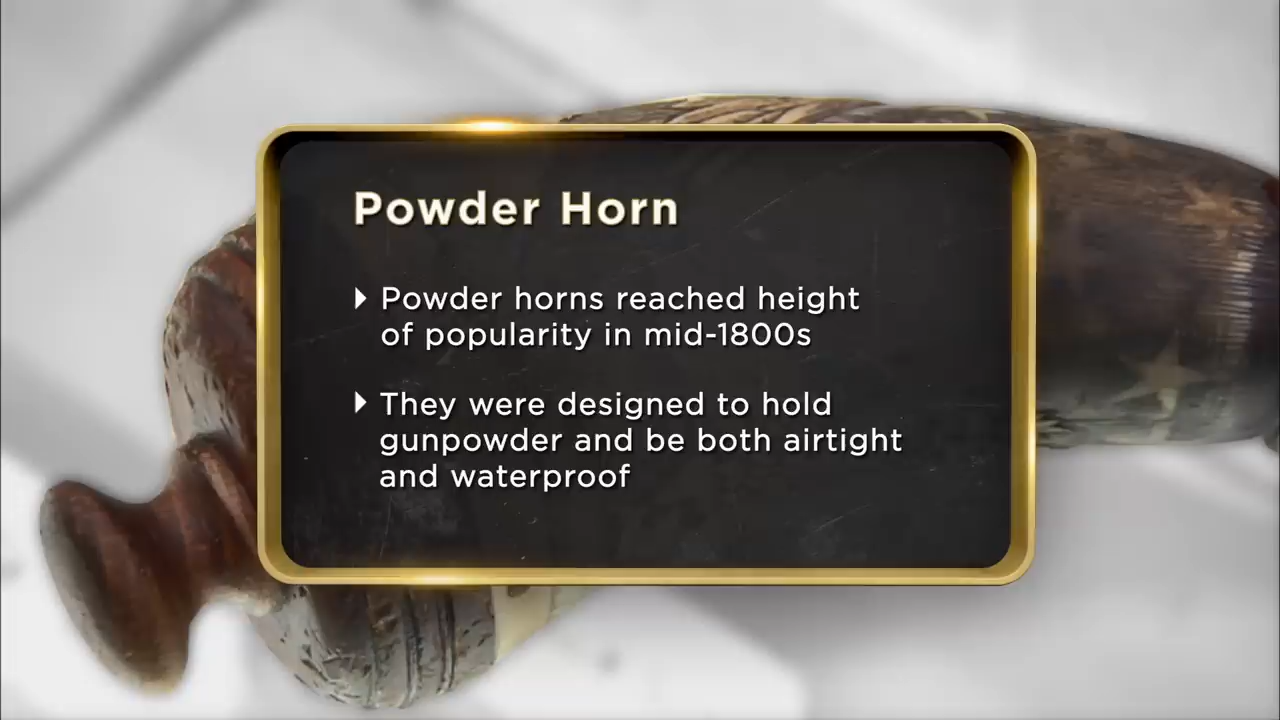 Powder Horn
Powder horns reached height
of popularity in mid-1800s
They were designed to hold
gunpowder and be both airtight
and waterproof